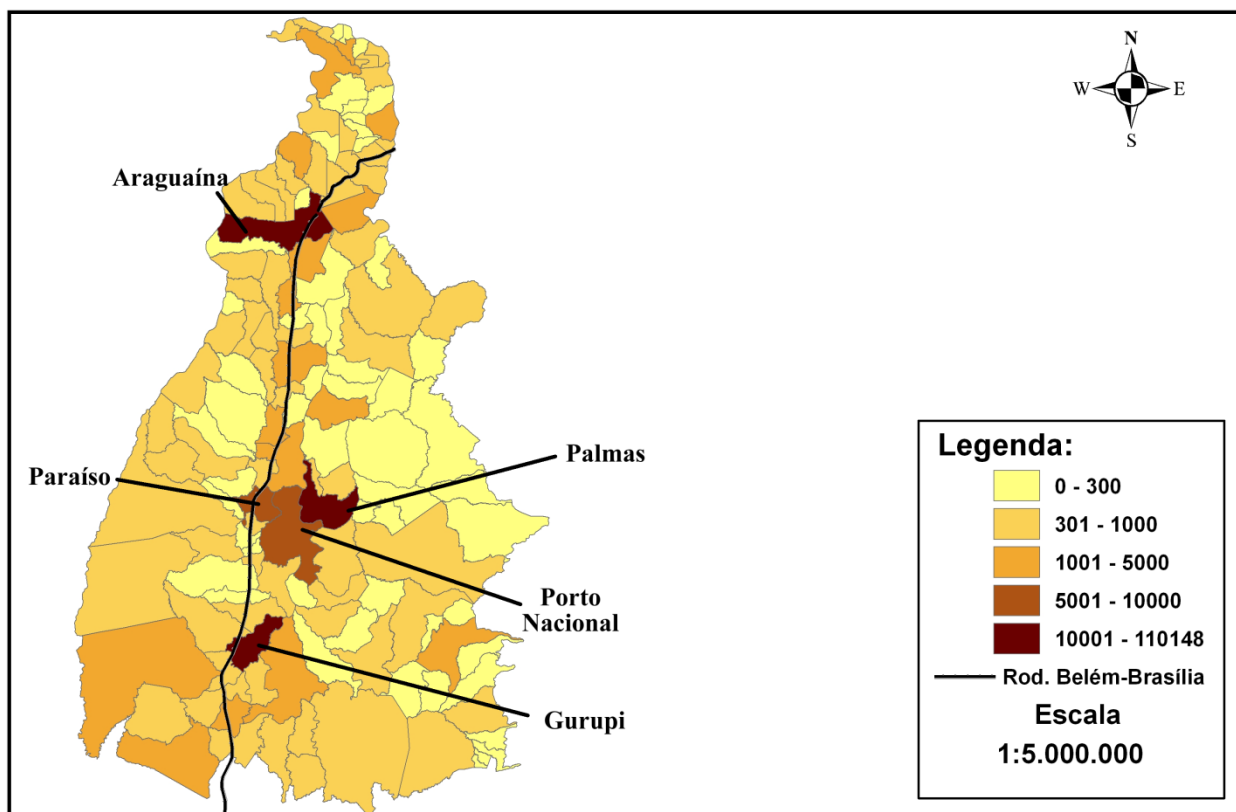 N
W E
S
Araguaína
Paraíso
Palmas
Porto
Nacional
Gurupi
Legenda:
0 - 300
301 - 1000
1001 - 5000
5001 - 10000
10001 - 110148
Rod. Belém-Brasília
Escala
1:5.000.000